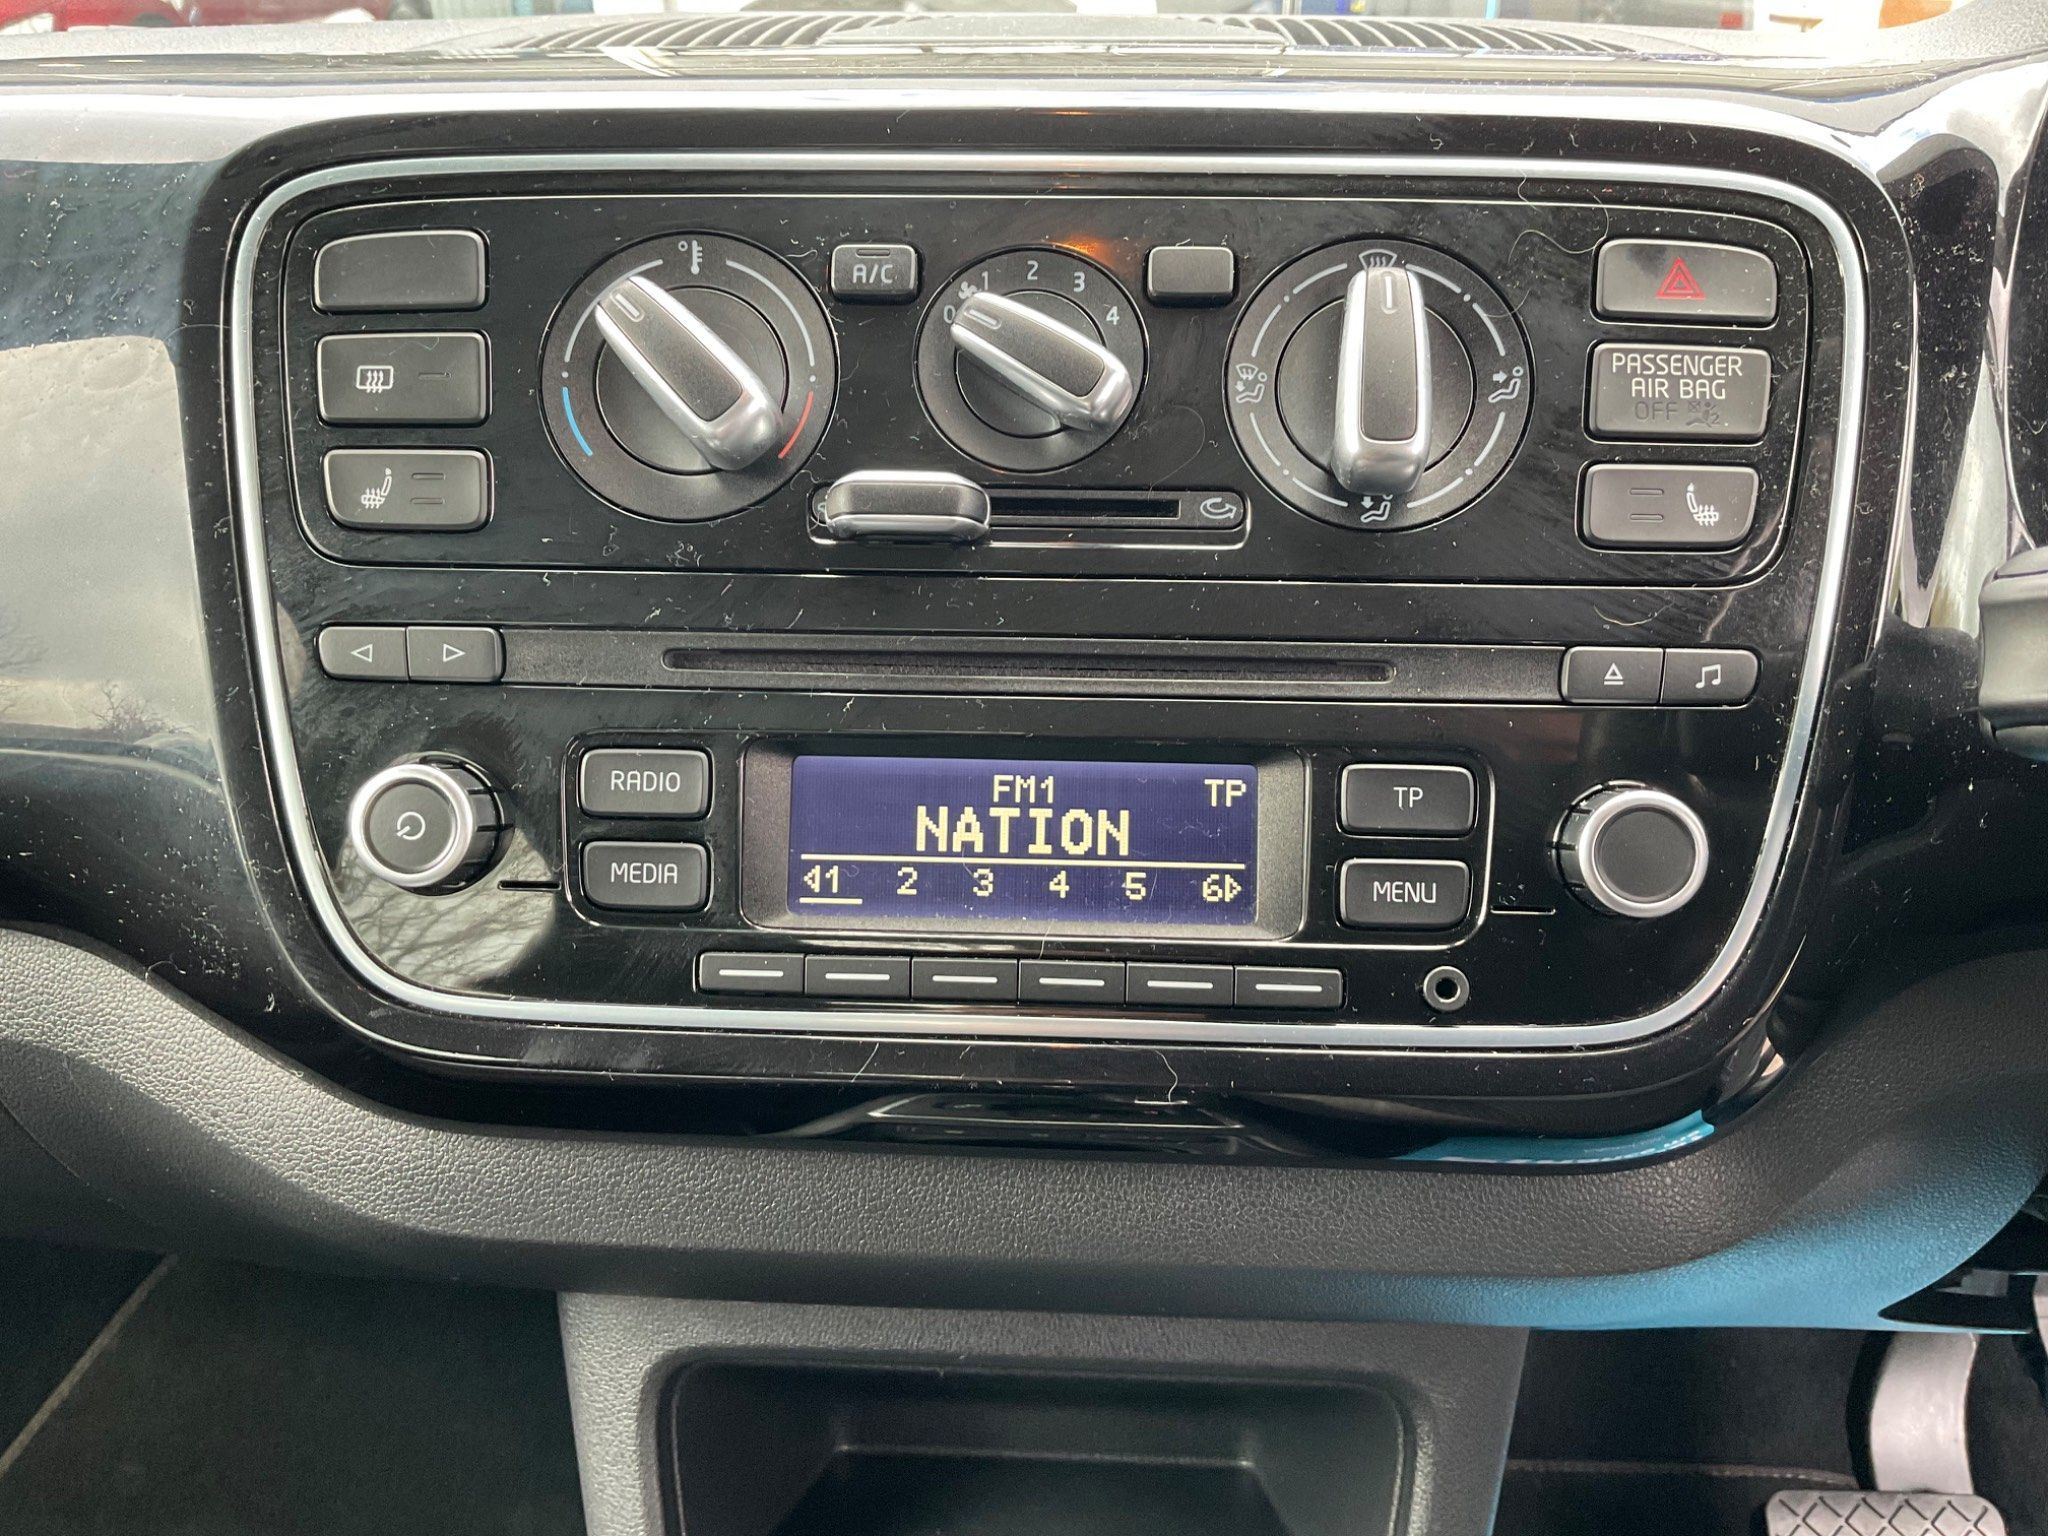 A/C
0 1 2 3 4
PASSENGER
AIR BAG
OFF
RADIO
MEDIA
FM1 TP
NATION
1 2 3 4 5 6
TP
MENU